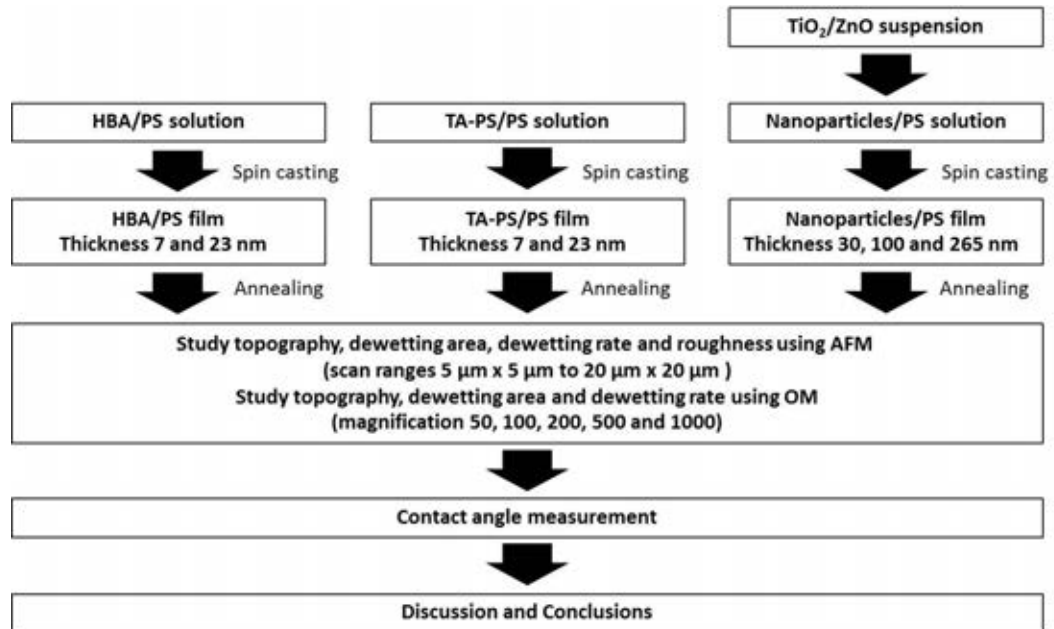 TiO₂/ZnO suspension
HBA/PS solution
TA-PS/PS solution
Nanoparticles/PS solution
Spin casting
Spin casting
Spin casting
HBA/PS film
Thickness 7 and 23 nm
TA-PS/PS film
Thickness 7 and 23 nm
Nanoparticles/PS film
Thickness 30, 100 and 265 nm
Annealing
Annealing
Annealing
Study topography, dewetting area, dewetting rate and roughness using AFM
(scan ranges 5 µm x 5 µm to 20 µm x 20 µm )
Study topography, dewetting area and dewetting rate using OM
(magnification 50, 100, 200, 500 and 1000)
Contact angle measurement
Discussion and Conclusions